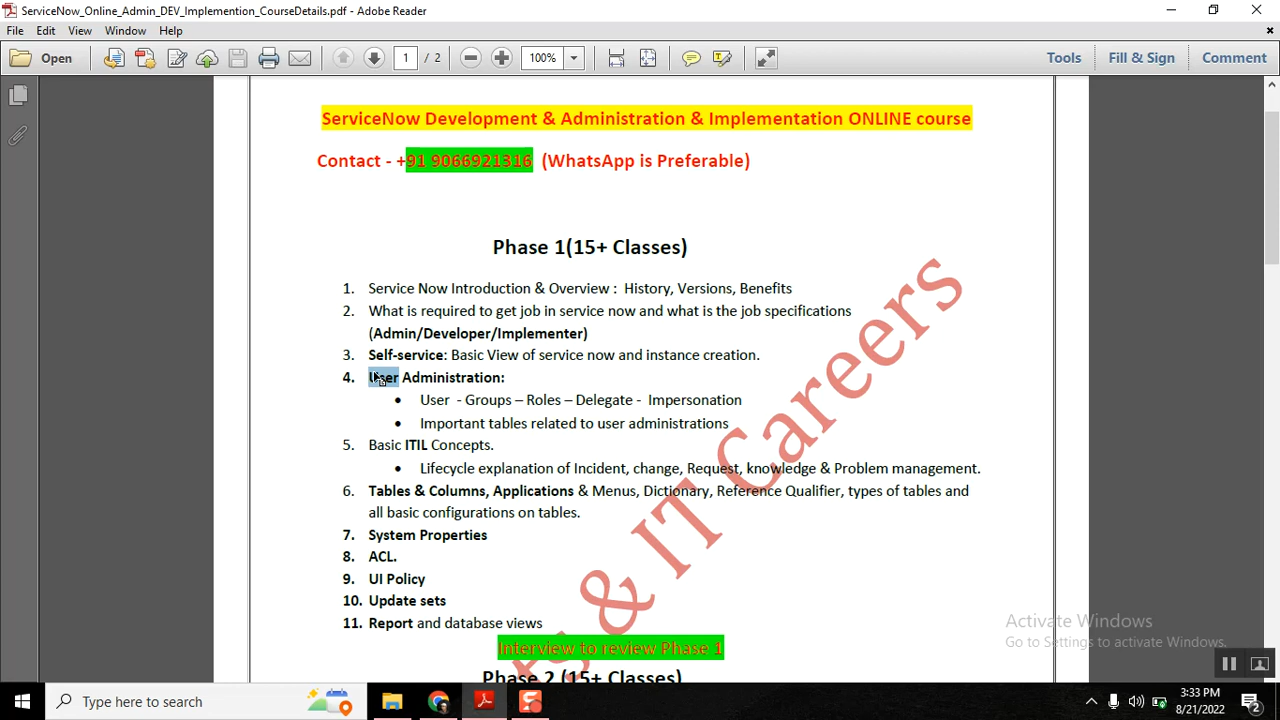 ServiceNow_Online_Admin_DEV_Implemention_CourseDetails.pdf - Adobe Reader
File Edit View Window Help
Open 1 / 2 100% Tools Fill & Sign Comment
ServiceNow Development & Administration & Implementation ONLINE course
Contact - +91 9066921316 (WhatsApp is Preferable)
Phase 1(15+ Classes)
1. Service Now Introduction & Overview : History, Versions, Benefits
2. What is required to get job in service now and what is the job specifications
(Admin/Developer/Implementer)
3. Self-service: Basic View of service now and instance creation.
4. User Administration:
• User - Groups – Roles – Delegate - Impersonation
• Important tables related to user administrations
5. Basic ITIL Concepts.
• Lifecycle explanation of Incident, change, Request, knowledge & Problem management.
6. Tables & Columns, Applications & Menus, Dictionary, Reference Qualifier, types of tables and
all basic configurations on tables.
7. System Properties
8. ACL.
9. UI Policy
10. Update sets
11. Report and database views
Interview to review Phase 1
Phase 2 (15+ Classes)
& IT Careers
Activate Windows
Go to Settings to activate Windows.
Type here to search
3:33 PM
8/21/2022
2